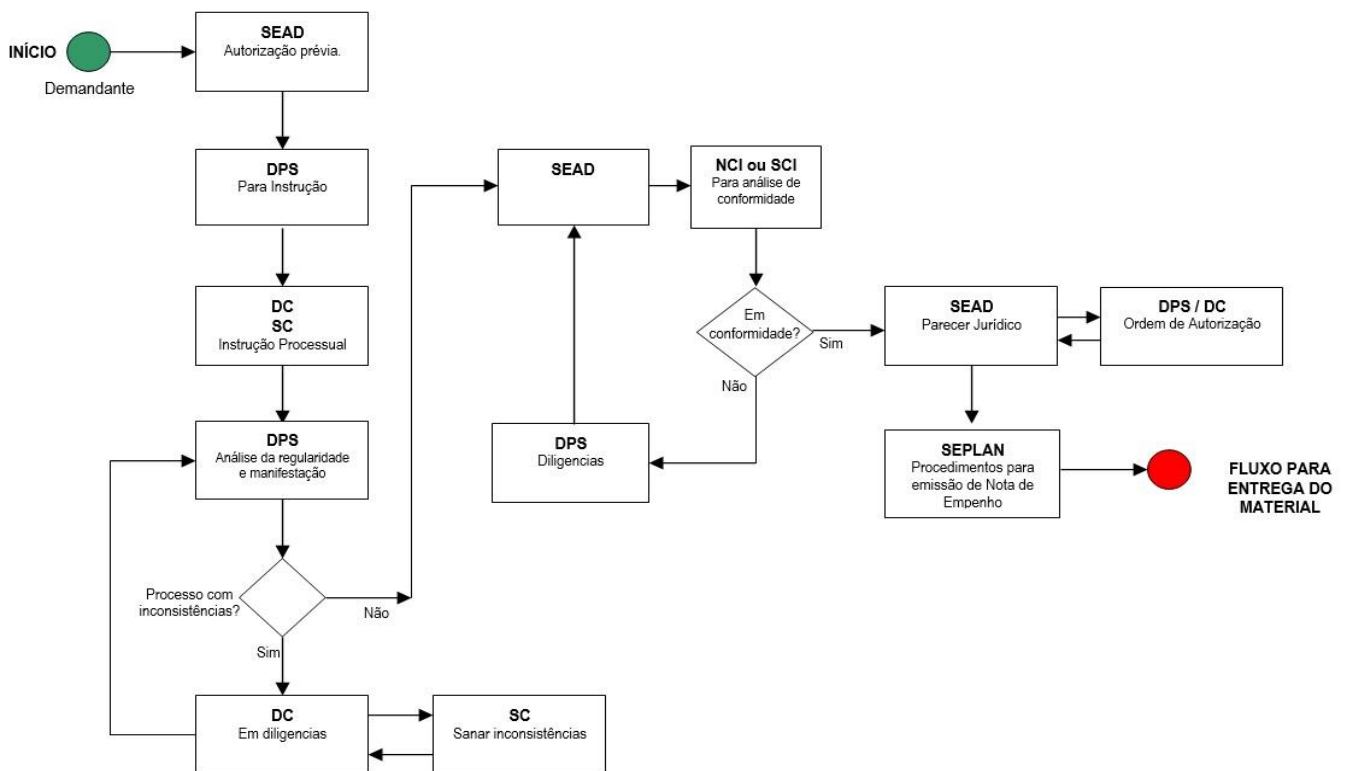 INÍCIO
Demandante
SEAD
Autorização prévia.
DPS
Para Instrução
DC
SC
Instrução Processual
DPS
Análise da regularidade
e manifestação
Processo com
inconsistências?
Não
Sim
DC
Em diligencias
SC
Sanar inconsistências
SEAD
NCI ou SCI
Para análise de
conformidade
Em
conformidade?
Sim
Não
DPS
Diligencias
SEAD
Parecer Jurídico
DPS / DC
Ordem de Autorização
SEPLAN
Procedimentos para
emissão de Nota de
Empenho
FLUXO PARA
ENTREGA DO
MATERIAL